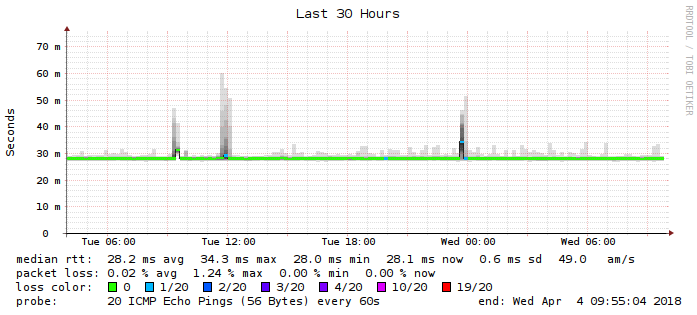 Last 30 Hours
RRDTOOL / TOBI OETIKER
Seconds
70 m
60 m
50 m
40 m
30 m
20 m
10 m
0
Tue 06:00 Tue 12:00 Tue 18:00 Wed 00:00 Wed 06:00
median rtt: 28.2 ms avg 34.3 ms max 28.0 ms min 28.1 ms now 0.6 ms sd 49.0 am/s
packet loss: 0.02 % avg 1.24 % max 0.00 % min 0.00 % now
loss color: 0 1/20 2/20 3/20 4/20 10/20 19/20
probe: 20 ICMP Echo Pings (56 Bytes) every 60s end: Wed Apr 4 09:55:04 2018